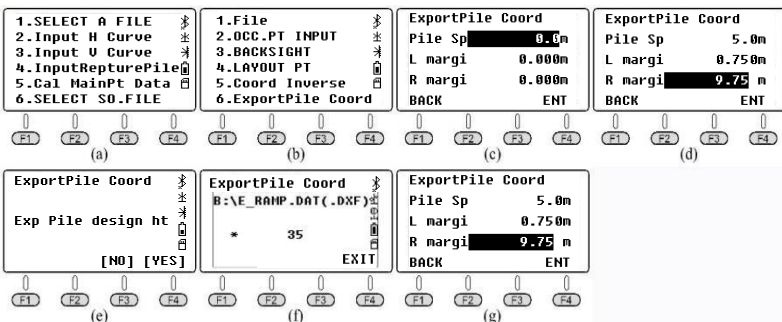 1.SELECT A FILE
2.Input H Curve
3.Input V Curve
4.InputRepturePile
5.Cal MainPt Data
6.SELECT SO.FILE
F1 F2 F3 F4
(a)
1.File
2.OCC.PT INPUT
3.BACKSIGHT
4.LAYOUT PT
5.Coord Inverse
6.ExportPile Coord
F1 F2 F3 F4
(b)
ExportPile Coord
Pile Sp 0.0m
L margi 0.000m
R margi 0.000m
BACK ENT
F1 F2 F3 F4
(c)
ExportPile Coord
Pile Sp 5.0m
L margi 0.750m
R margi 9.75 m
BACK ENT
F1 F2 F3 F4
(d)
ExportPile Coord
Exp Pile design ht
[NO] [YES]
F1 F2 F3 F4
(e)
ExportPile Coord
B:\E_RAMP.DAT(.DXF)
* 35
EXIT
F1 F2 F3 F4
(f)
ExportPile Coord
Pile Sp 5.0m
L margi 0.750m
R margi 9.75 m
BACK ENT
F1 F2 F3 F4
(g)